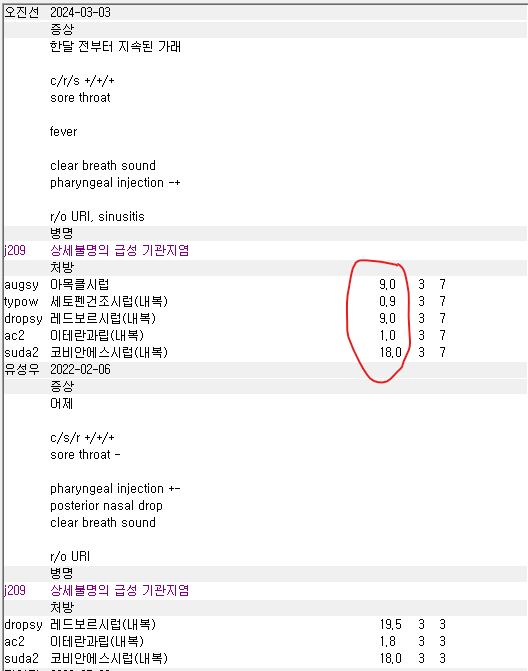 오진선 2024-03-03
증상
한달 전부터 지속된 가래
c/r/s +/+/+
sore throat
fever
clear breath sound
pharyngeal injection -+
r/o URI, sinusitis
병명
j209 상세불명의 급성 기관지염
처방
augsy 아목클시럽 9.0 3 7
typow 세토펜건조시럽(내복) 0.9 3 7
dropsy 레드보르시럽(내복) 9.0 3 7
ac2 이테란과립(내복) 1.0 3 7
suda2 코비안에스시럽(내복) 18.0 3 7
유성우 2022-02-06
증상
어제
c/s/r +/+/+
sore throat -
pharyngeal injection +-
posterior nasal drop
clear breath sound
r/o URI
병명
j209 상세불명의 급성 기관지염
처방
dropsy 레드보르시럽(내복) 19.5 3 3
ac2 이테란과립(내복) 1.8 3 3
suda2 코비안에스시럽(내복) 18.0 3 3